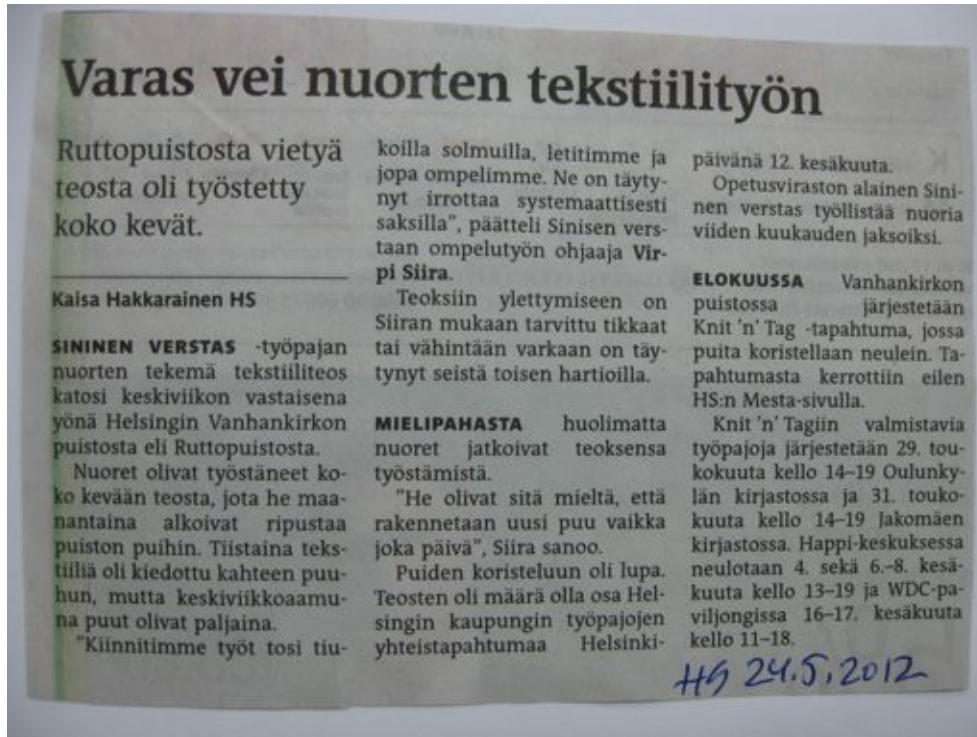 Varas vei nuorten tekstiilityön
Ruttopuistosta vietyä
teosta oli työstetty
koko kevät.
Kaisa Hakkarainen HS
SININEN VERSTAS -työpajan
nuorten tekemä tekstiiliteos
katosi keskiviikon vastaisena
yönä Helsingin Vanhankirkon
puistosta eli Ruttopuistosta.
Nuoret olivat työstäneet ko-
ko kevään teosta, jota he maa-
nantaina alkoivat ripustaa
puiston puihin. Tiistaina teks-
tiiliä oli kiedottu kahteen puu-
hun, mutta keskiviikkoaamu-
na puut olivat paljaina.
"Kiinnitimme työt tosi tiu-
koilla solmuilla, letitimme ja
jopa ompelimme. Ne on täyty-
nyt irrottaa systemaattisesti
saksilla", päätteli Sinisen vers-
taan ompelutyön ohjaaja Vir-
pi Siira.
Teoksiin ylettymiseen on
Siiran mukaan tarvittu tikkaat
tai vähintään varkaan on täy-
tynyt seistä toisen hartioilla.
MIELIPAHASTA huolimatta
nuoret jatkoivat teoksensa
työstämistä.
"He olivat sitä mieltä, että
rakennetaan uusi puu vaikka
joka päivä", Siira sanoo.
Puiden koristeluun oli lupa.
Teosten oli määrä olla osa Hel-
singin kaupungin työpajojen
yhteistapahtumaa Helsinki-
päivänä 12. kesäkuuta.
Opetusviraston alainen Sini-
nen verstas työllistää nuoria
viiden kuukauden jaksoiksi.
ELOKUUSSA Vanhankirkon
puistossa järjestetään
Knit 'n' Tag -tapahtuma, jossa
puita koristellaan neulein. Ta-
pahtumasta kerrottiin eilen
HS:n Mesta-sivulla.
Knit 'n' Tagiin valmistavia
työpajoja järjestetään 29. tou-
kokuuta kello 14–19 Oulunky-
län kirjastossa ja 31. touko-
kuuta kello 14–19 Jakomäen
kirjastossa. Happi-keskuksessa
neulotaan 4. sekä 6.–8. kesä-
kuuta kello 13–19 ja WDC-pa-
viljongissa 16–17. kesäkuuta
kello 11–18.
HS 24.5.2012